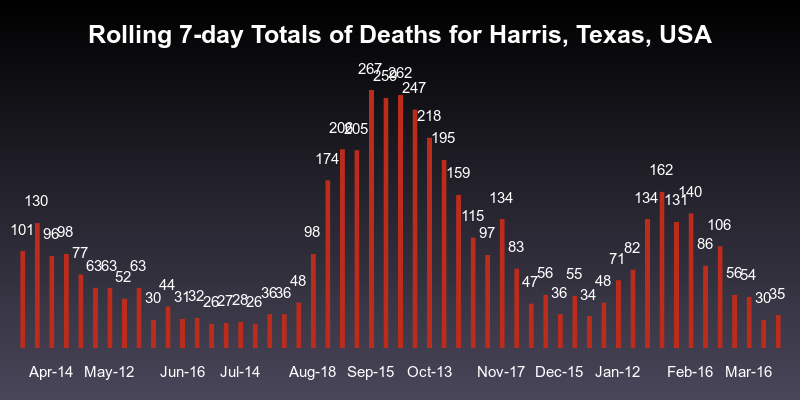 Rolling 7-day Totals of Deaths for Harris, Texas, USA
101 130 96 98 77 63 63 52 63 30 44 31 32 26 27 28 26 36 36 48 98 174 206 205 267 259 262 247 218 195 159 115 97 134 83 47 56 36 55 34 48 71 82 134 162 131 140 86 106 56 54 30 35
Apr-14 May-12 Jun-16 Jul-14 Aug-18 Sep-15 Oct-13 Nov-17 Dec-15 Jan-12 Feb-16 Mar-16